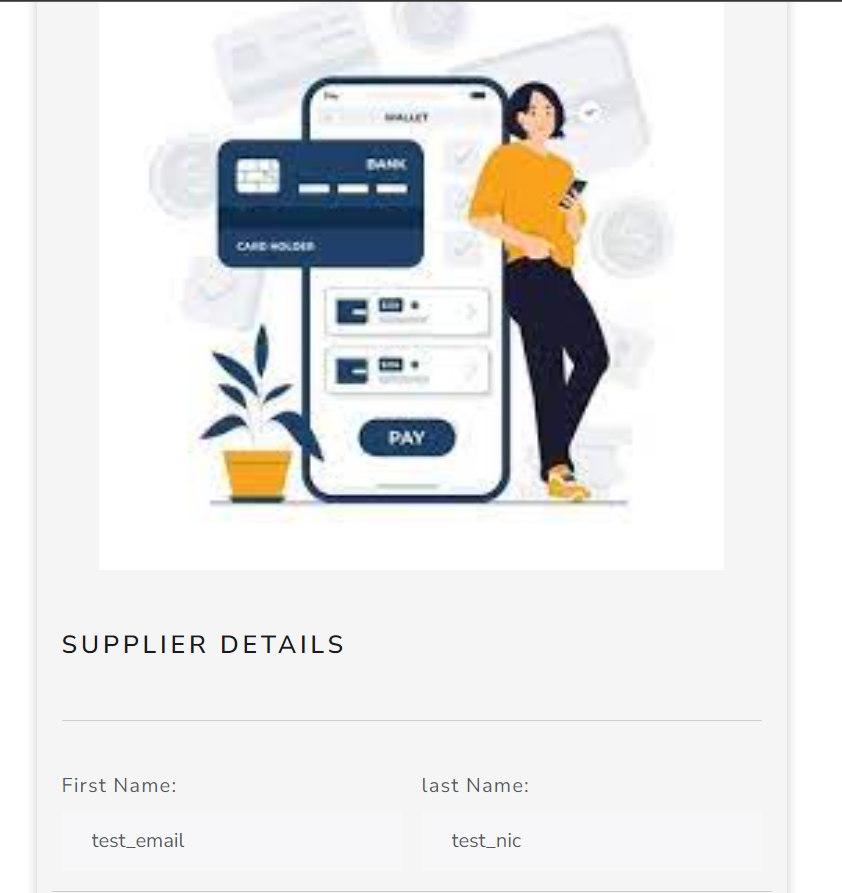 WALLET
BANK
CARD HOLDER
PAY
SUPPLIER DETAILS
First Name:
last Name:
test_email
test_nic